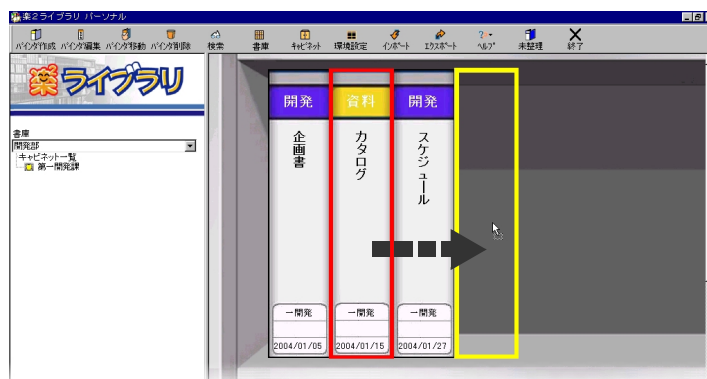 楽2ライブラリ パーソナル
バインダ作成 バインダ編集 バインダ移動 バインダ削除 検索 書庫 キャビネット 環境設定 インポート エクスポート ヘルプ 未整理 終了
楽ライブラリ
書庫
開発部
キャビネット一覧
第一開発課
開発 資料 開発
企画書
カタログ
スケジュール
一開発 一開発 一開発
2004/01/05 2004/01/15 2004/01/27